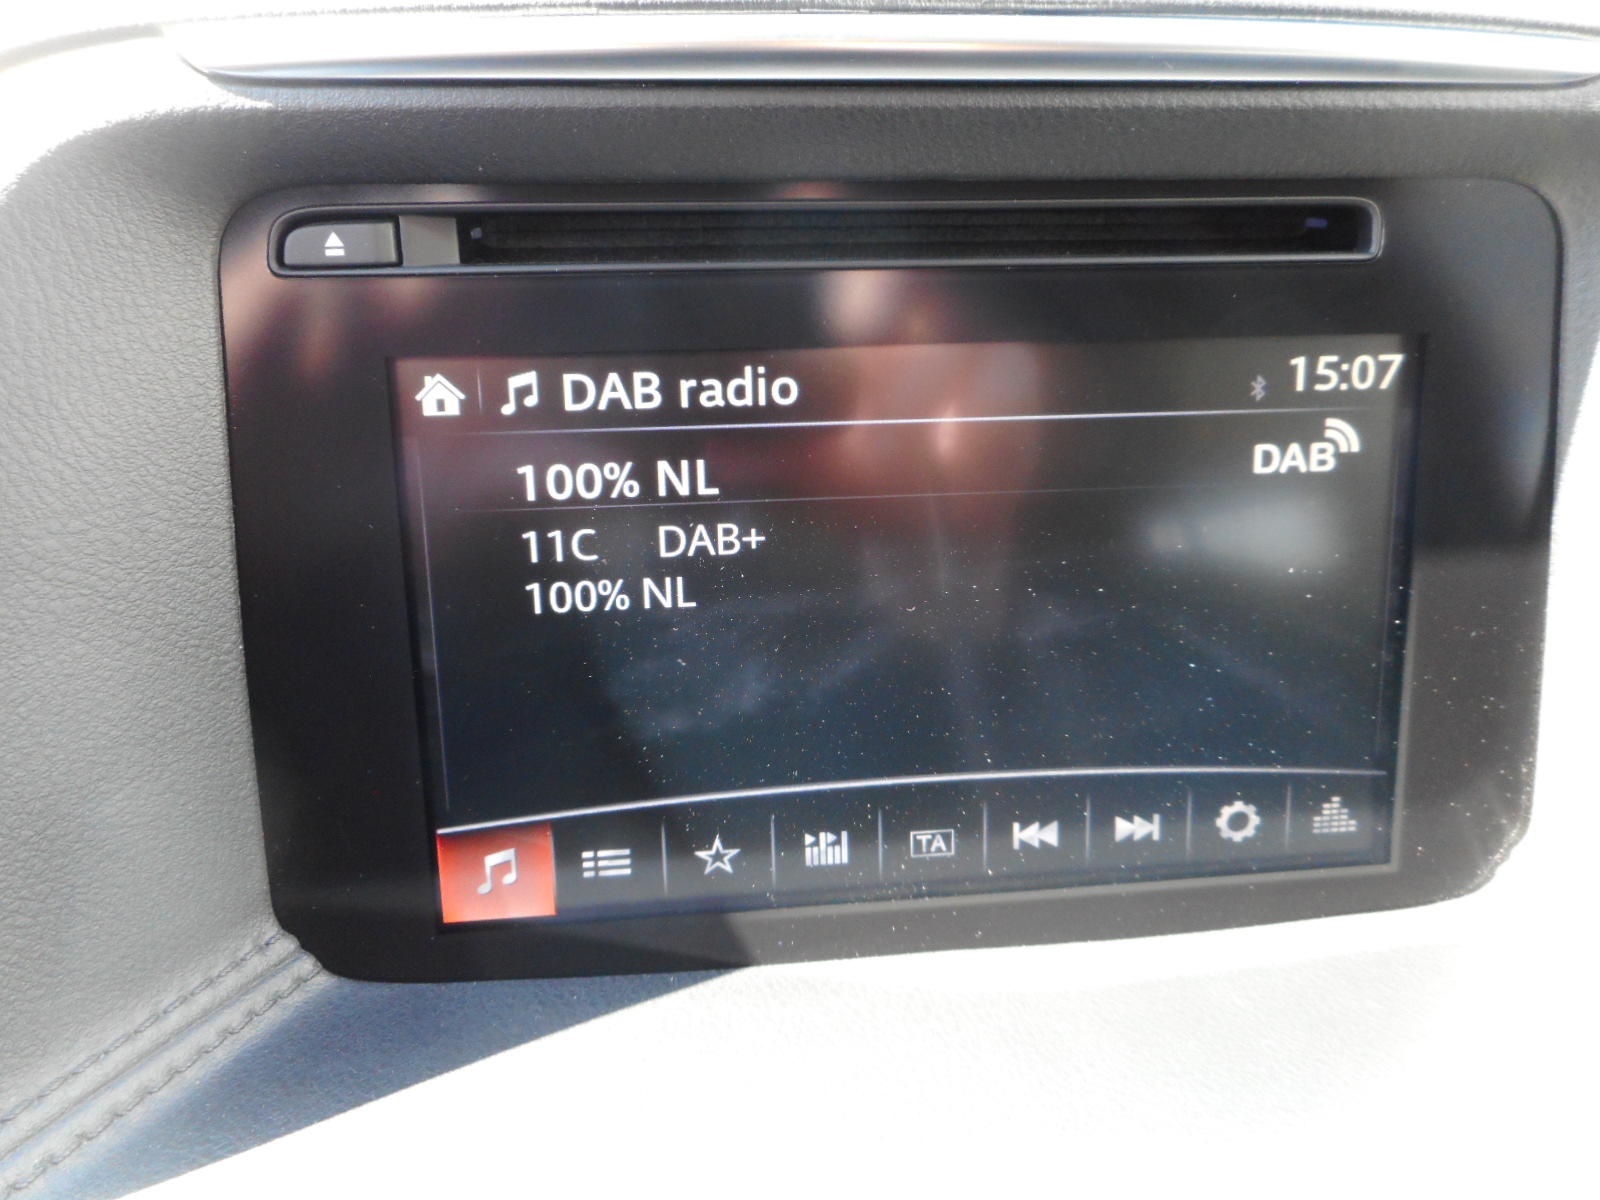 DAB radio
15:07
100% NL
DAB
11C DAB+
100% NL
TA